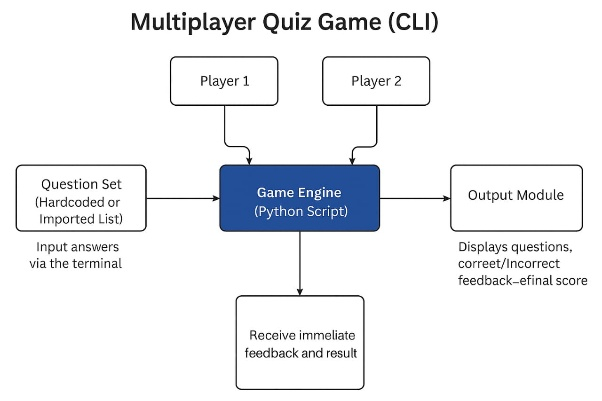 Multiplayer Quiz Game (CLI)
Player 1
Player 2
Question Set
(Hardcoded or
Imported List)
Game Engine
(Python Script)
Output Module
Input answers
via the terminal
Displays questions,
correet/Incorrect
feedback–efinal score
Receive immeliate
feedback and result